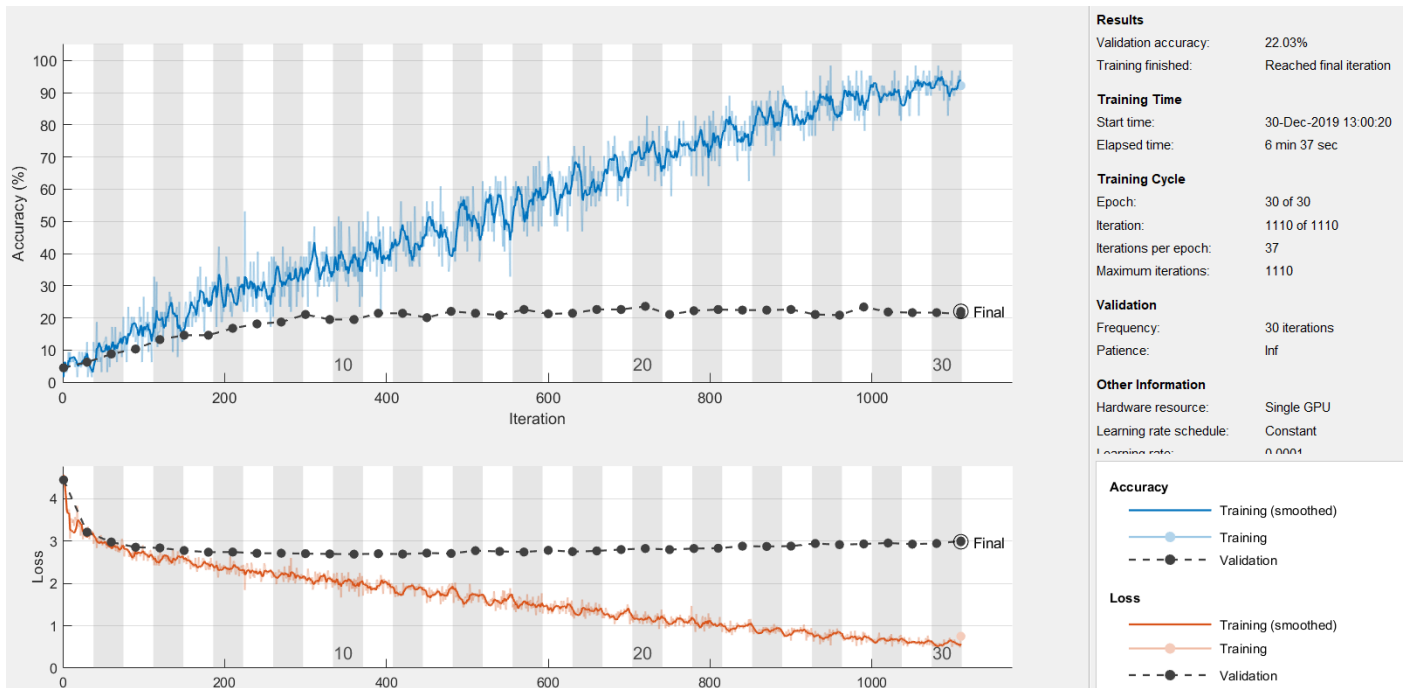 100
90
80
70
60
50
40
30
20
10
0
Accuracy (%)
Final
10 20 30
0 200 400 600 800 1000
Iteration
4
3
2
1
0
Loss
Final
10 20 30
0 200 400 600 800 1000
Results
Validation accuracy: 22.03%
Training finished: Reached final iteration
Training Time
Start time: 30-Dec-2019 13:00:20
Elapsed time: 6 min 37 sec
Training Cycle
Epoch: 30 of 30
Iteration: 1110 of 1110
Iterations per epoch: 37
Maximum iterations: 1110
Validation
Frequency: 30 iterations
Patience: Inf
Other Information
Hardware resource: Single GPU
Learning rate schedule: Constant
Learning rate: 0.0001
Accuracy
Training (smoothed)
Training
Validation
Loss
Training (smoothed)
Training
Validation